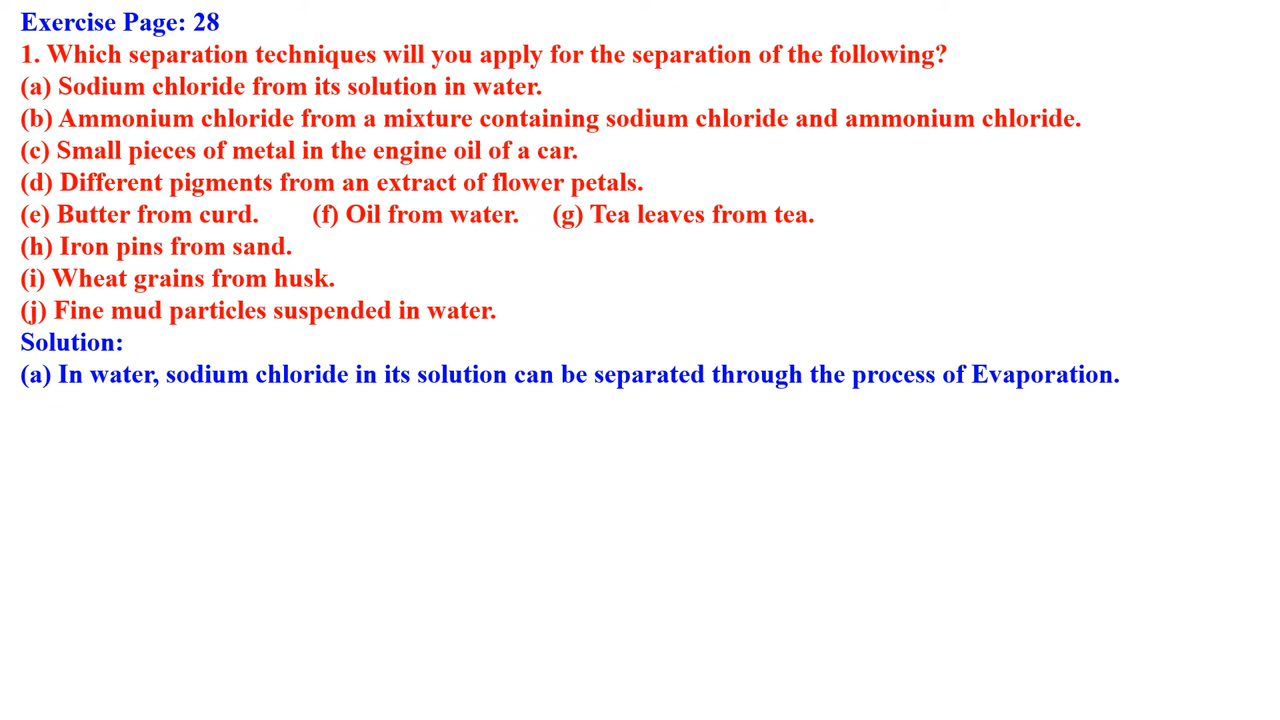 Exercise Page: 28
1. Which separation techniques will you apply for the separation of the following?
(a) Sodium chloride from its solution in water.
(b) Ammonium chloride from a mixture containing sodium chloride and ammonium chloride.
(c) Small pieces of metal in the engine oil of a car.
(d) Different pigments from an extract of flower petals.
(e) Butter from curd. (f) Oil from water. (g) Tea leaves from tea.
(h) Iron pins from sand.
(i) Wheat grains from husk.
(j) Fine mud particles suspended in water.
Solution:
(a) In water, sodium chloride in its solution can be separated through the process of Evaporation.